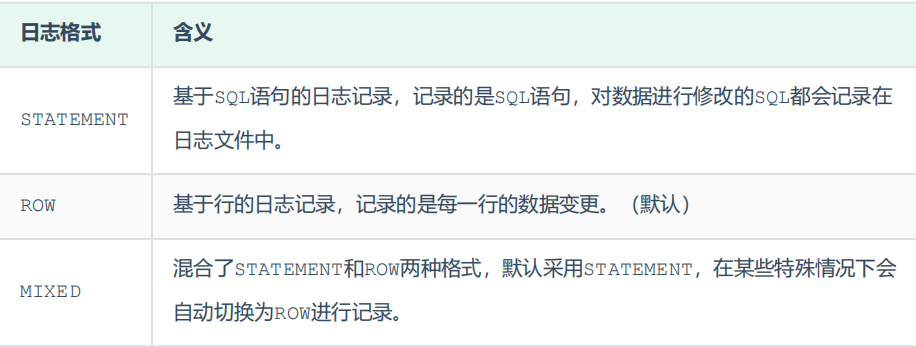 日志格式 含义
STATEMENT 基于SQL语句的日志记录，记录的是SQL语句，对数据进行修改的SQL都会记录在
日志文件中。
ROW 基于行的日志记录，记录的是每一行的数据变更。（默认）
MIXED 混合了STATEMENT和ROW两种格式，默认采用STATEMENT，在某些特殊情况下会
自动切换为ROW进行记录。